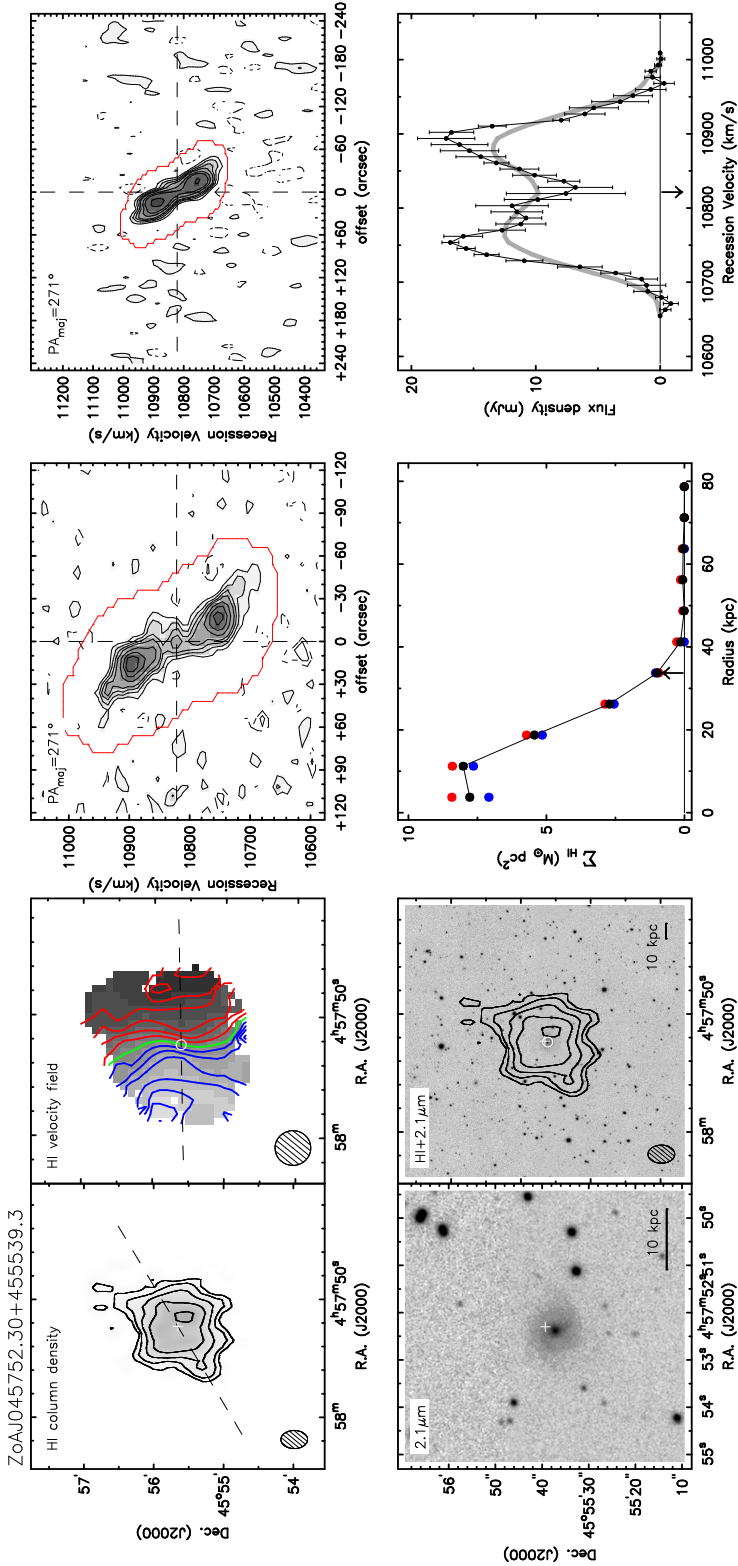 ZoAJ045752.30+455539.3
HI column density
57'
56'
45°55'
54'
Dec. (J2000)
58ᵐ
4ʰ57ᵐ50ˢ
R.A. (J2000)
HI velocity field
58ᵐ
4ʰ57ᵐ50ˢ
R.A. (J2000)
PAmaj=271°
11000
10900
10800
10700
10600
Recession Velocity (km/s)
+120 +90 +60 +30 0 −30 −60 −90 −120
offset (arcsec)
PAmaj=271°
11200
11100
11000
10900
10800
10700
10600
10500
10400
Recession Velocity (km/s)
+240 +180 +120 +60 0 −60 −120 −180 −240
offset (arcsec)
2.1μm
56'
50"
40"
45°55'30"
20"
10"
Dec. (J2000)
10 kpc
55ˢ 54ˢ 53ˢ 4ʰ57ᵐ52ˢ 51ˢ 50ˢ
R.A. (J2000)
HI+2.1μm
10 kpc
58ᵐ
4ʰ57ᵐ50ˢ
R.A. (J2000)
10
5
0
Σ HI (M⊙ pc²)
0 20 40 60 80
Radius (kpc)
20
10
0
Flux density (mJy)
10600 10700 10800 10900 11000
Recession Velocity (km/s)